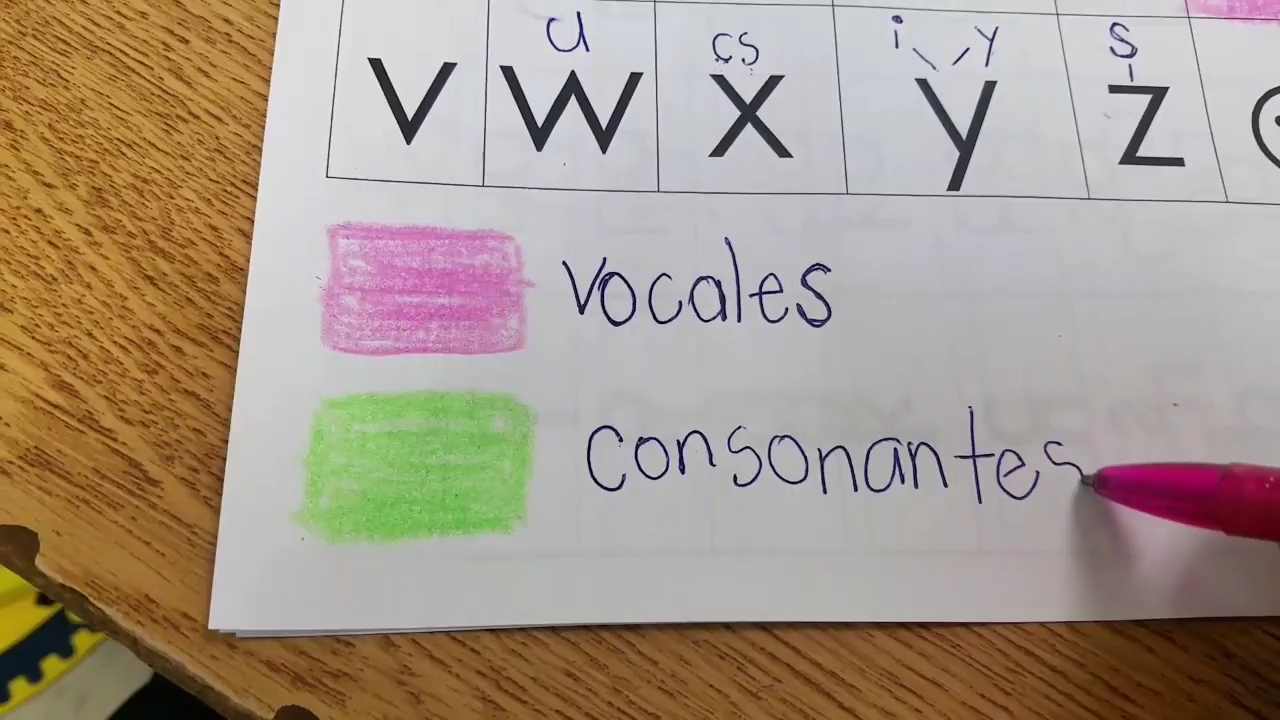 u cs i y s
v w x y z
vocales
consonantes